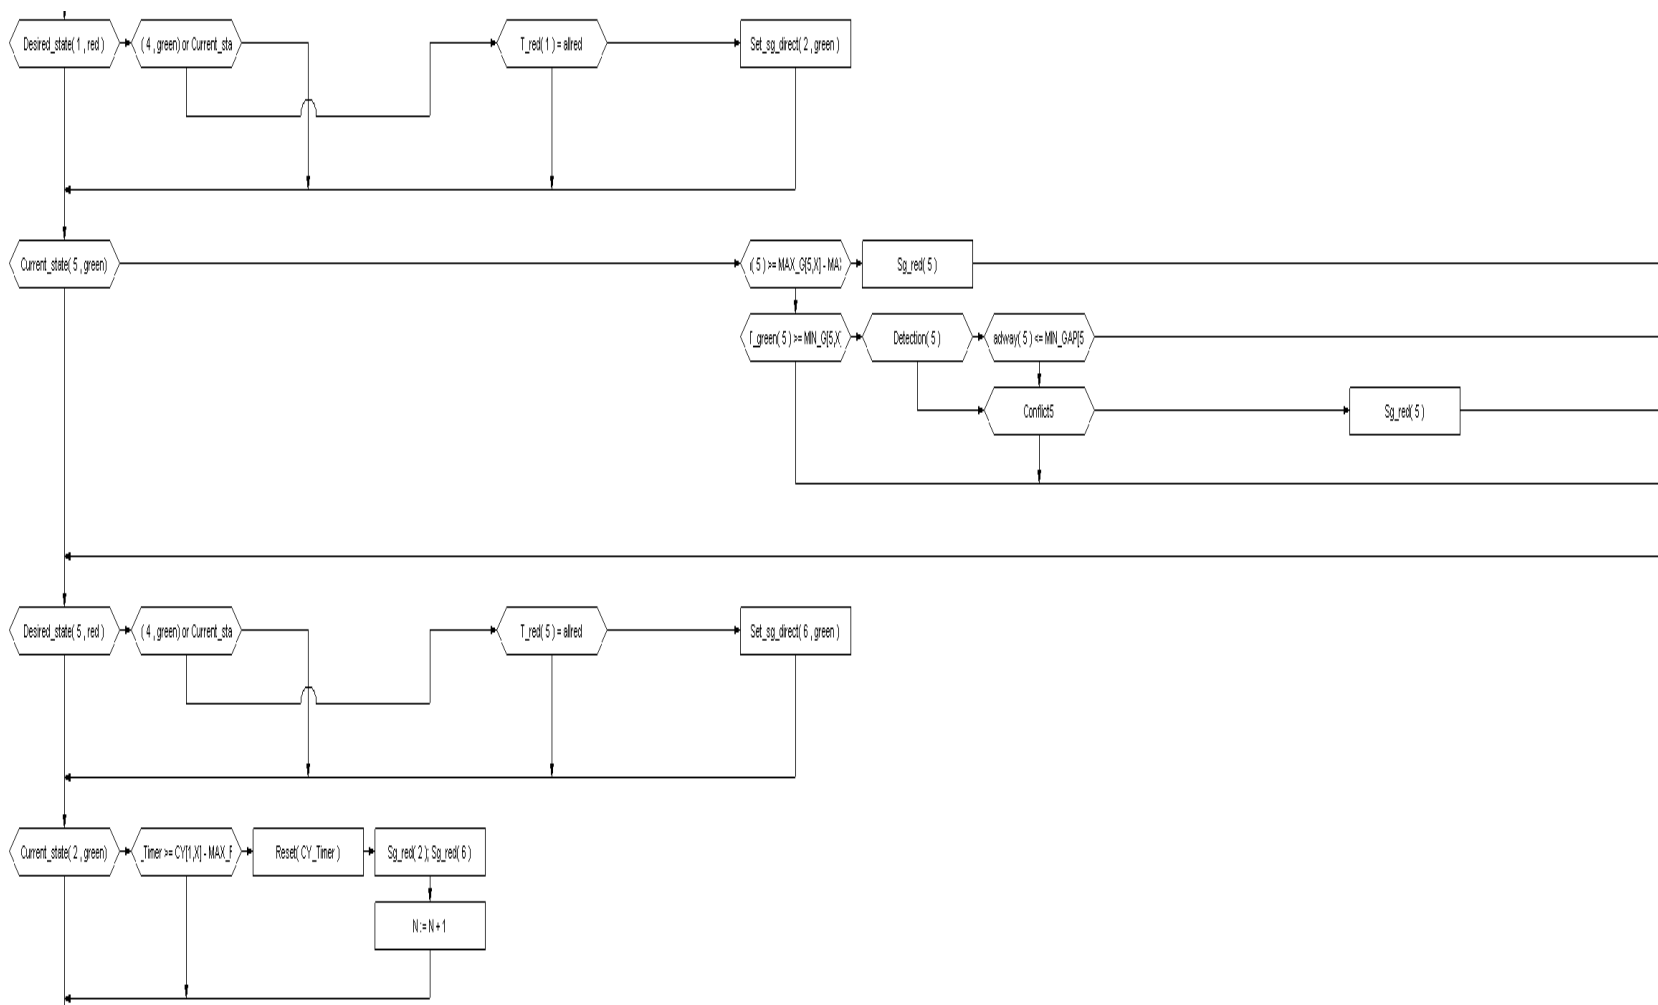 Desired_state( 1 , red )
( 4 , green) or Current_sta
T_red( 1 ) = allred
Set_sg_direct( 2 , green )
Current_state( 5 , green)
( 5 ) >= MAX_G[5,X] - MA
Sg_red( 5 )
T_green( 5 ) >= MIN_G[5,X
Detection( 5 )
adway( 5 ) <= MIN_GAP[5
Conflict5
Sg_red( 5 )
Desired_state( 5 , red )
( 4 , green) or Current_sta
T_red( 5 ) = allred
Set_sg_direct( 6 , green )
Current_state( 2 , green)
_Timer >= CY[1,X] - MAX_F
Reset( CY_Timer )
Sg_red( 2 ); Sg_red( 6 )
N := N + 1